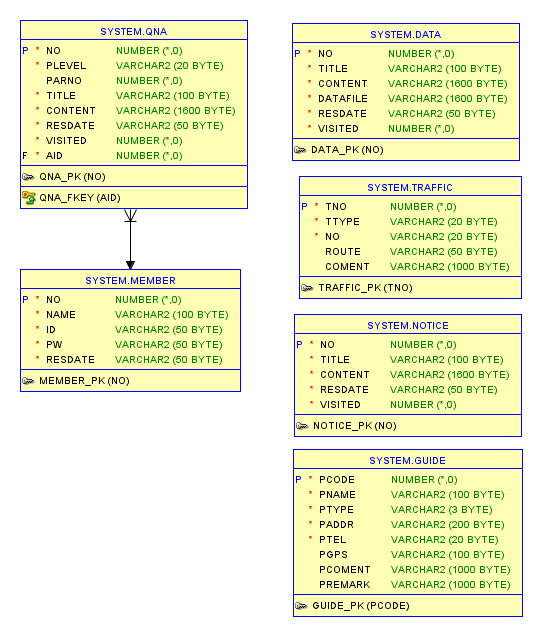 SYSTEM.QNA
P * NO NUMBER (*,0)
* PLEVEL VARCHAR2 (20 BYTE)
PARNO NUMBER (*,0)
* TITLE VARCHAR2 (100 BYTE)
* CONTENT VARCHAR2 (1600 BYTE)
* RESDATE VARCHAR2 (50 BYTE)
* VISITED NUMBER (*,0)
F * AID NUMBER (*,0)
QNA_PK (NO)
QNA_FKEY (AID)
SYSTEM.MEMBER
P * NO NUMBER (*,0)
* NAME VARCHAR2 (100 BYTE)
* ID VARCHAR2 (50 BYTE)
* PW VARCHAR2 (50 BYTE)
* RESDATE VARCHAR2 (50 BYTE)
MEMBER_PK (NO)
SYSTEM.DATA
P * NO NUMBER (*,0)
* TITLE VARCHAR2 (100 BYTE)
* CONTENT VARCHAR2 (1600 BYTE)
* DATAFILE VARCHAR2 (1600 BYTE)
* RESDATE VARCHAR2 (50 BYTE)
* VISITED NUMBER (*,0)
DATA_PK (NO)
SYSTEM.TRAFFIC
P * TNO NUMBER (*,0)
* TTYPE VARCHAR2 (20 BYTE)
* NO VARCHAR2 (20 BYTE)
ROUTE VARCHAR2 (50 BYTE)
COMENT VARCHAR2 (1000 BYTE)
TRAFFIC_PK (TNO)
SYSTEM.NOTICE
P * NO NUMBER (*,0)
* TITLE VARCHAR2 (100 BYTE)
* CONTENT VARCHAR2 (1600 BYTE)
* RESDATE VARCHAR2 (50 BYTE)
* VISITED NUMBER (*,0)
NOTICE_PK (NO)
SYSTEM.GUIDE
P * PCODE NUMBER (*,0)
* PNAME VARCHAR2 (100 BYTE)
* PTYPE VARCHAR2 (3 BYTE)
* PADDR VARCHAR2 (200 BYTE)
* PTEL VARCHAR2 (20 BYTE)
PGPS VARCHAR2 (100 BYTE)
PCOMENT VARCHAR2 (1000 BYTE)
PREMARK VARCHAR2 (1000 BYTE)
GUIDE_PK (PCODE)